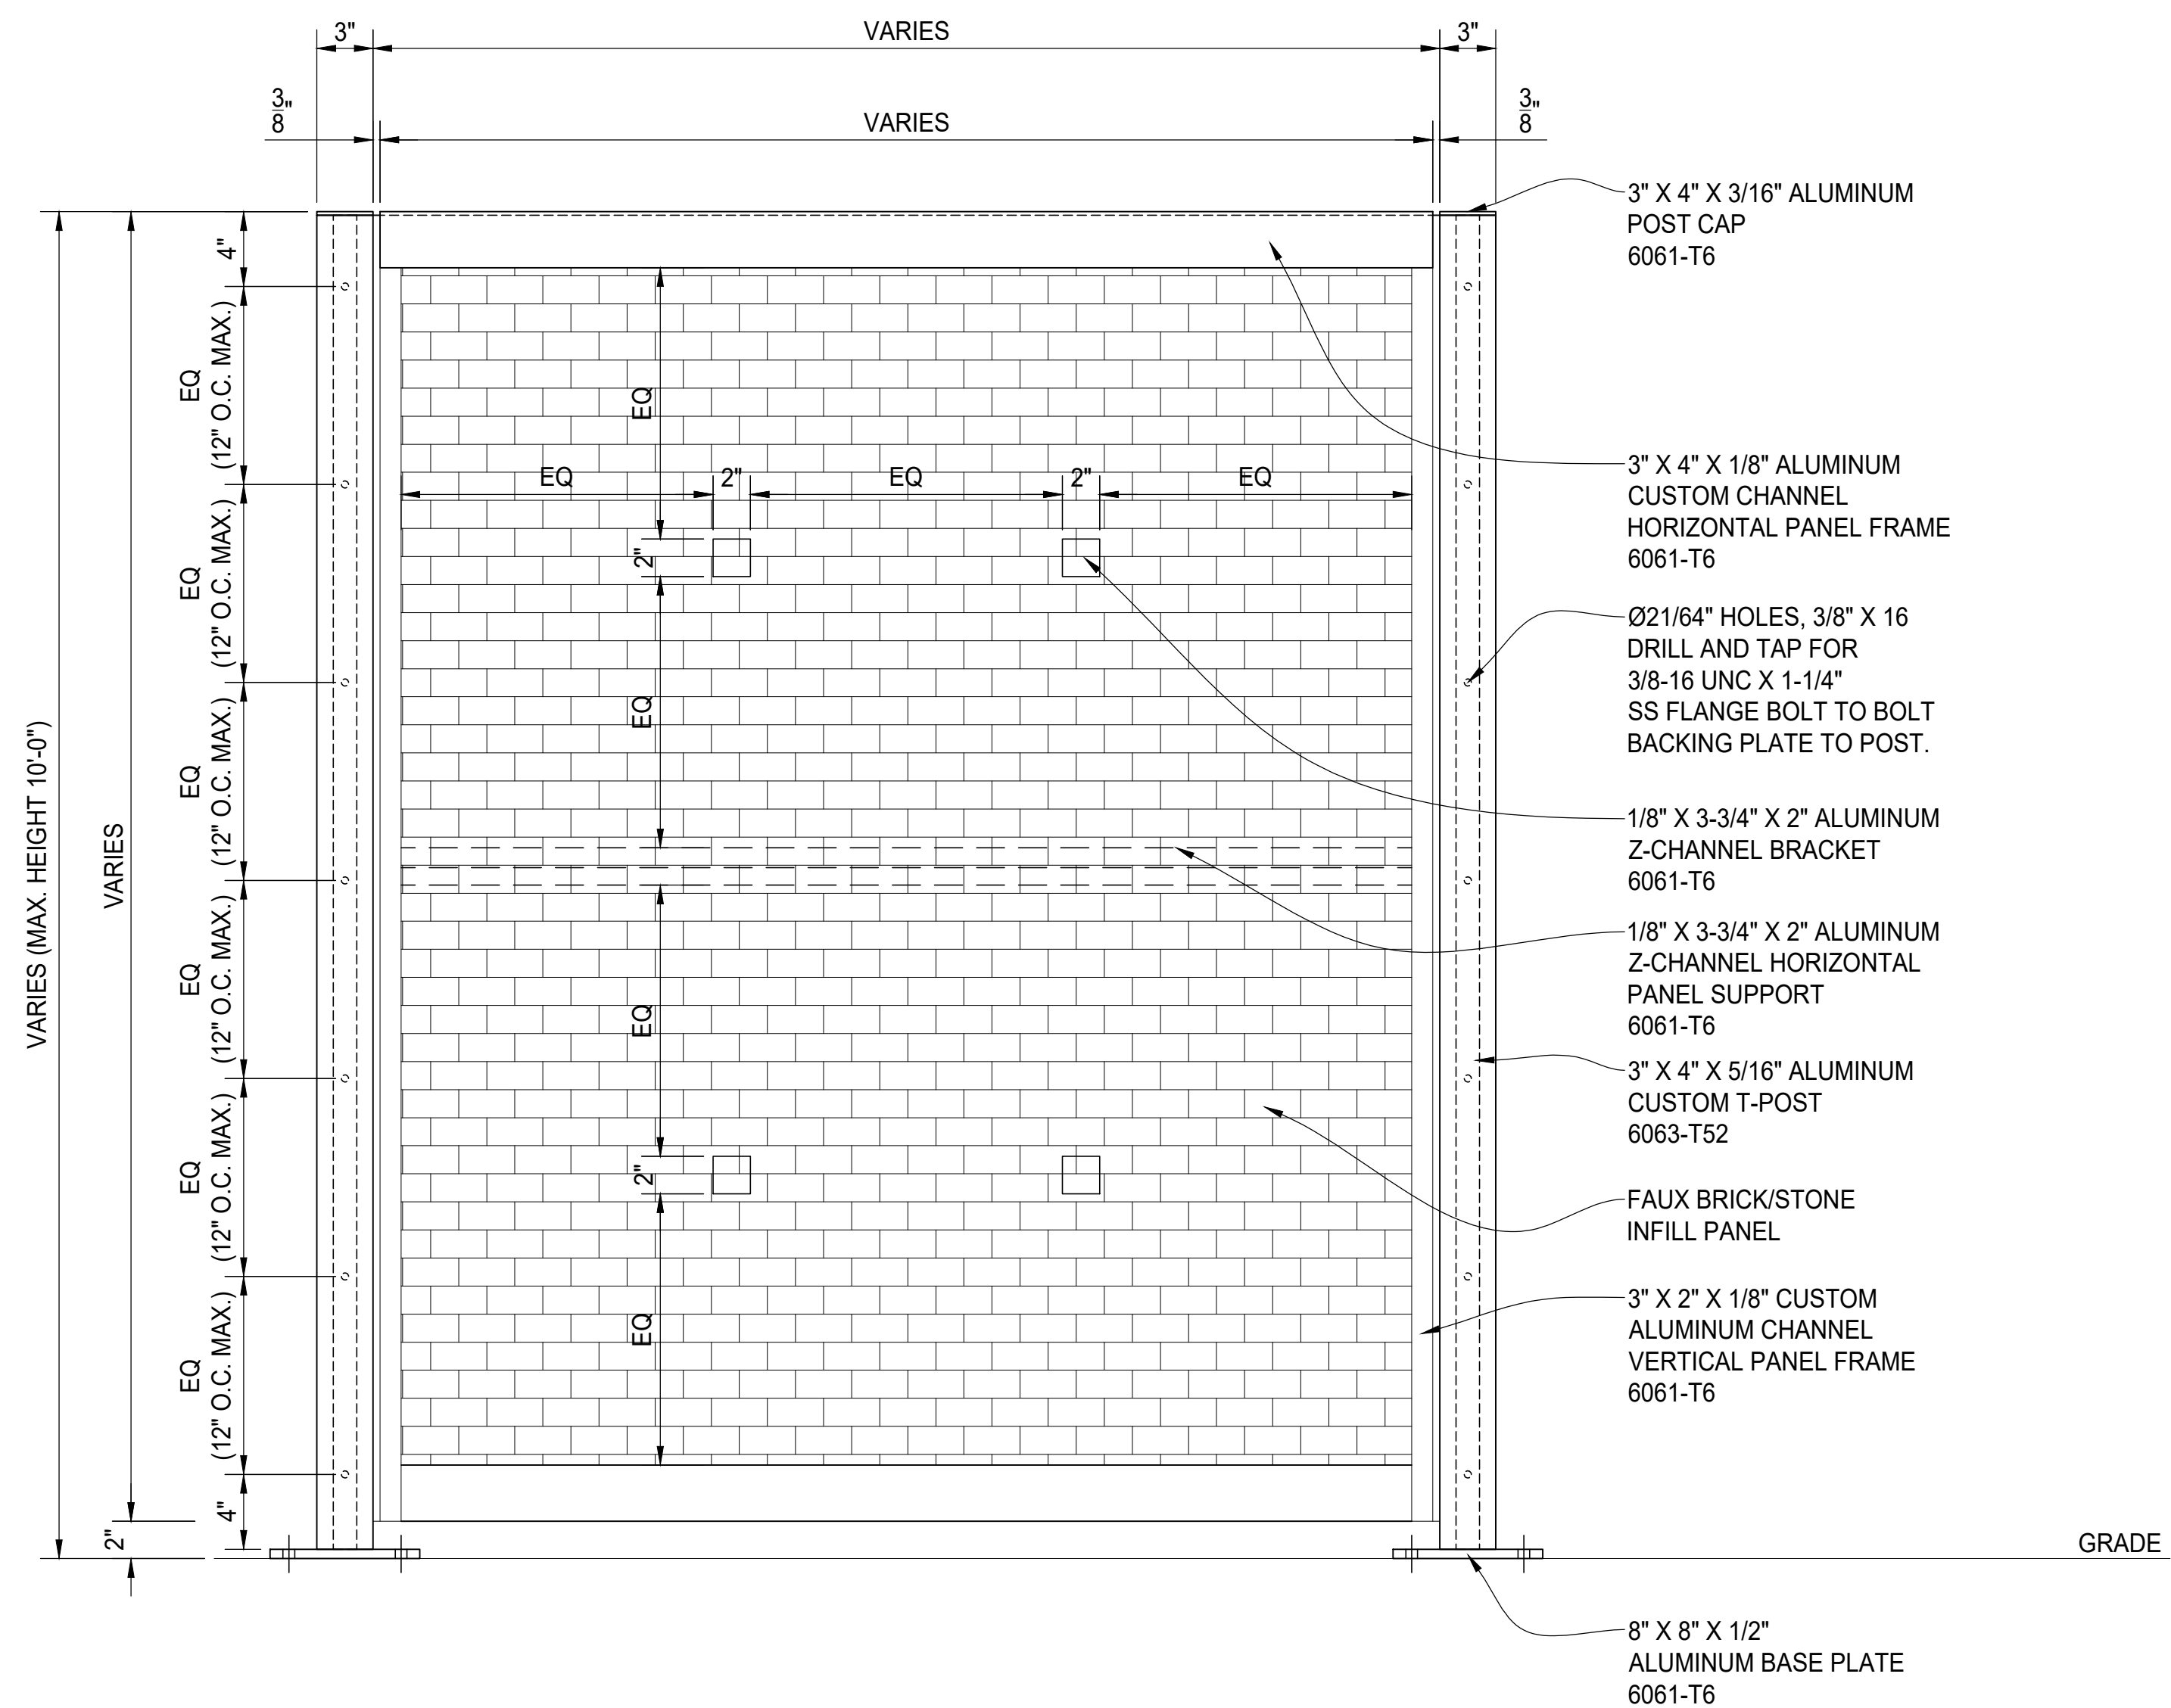 3" VARIES 3"
3/8" VARIES 3/8"
3" X 4" X 3/16" ALUMINUM
POST CAP
6061-T6
3" X 4" X 1/8" ALUMINUM
CUSTOM CHANNEL
HORIZONTAL PANEL FRAME
6061-T6
Ø21/64" HOLES, 3/8" X 16
DRILL AND TAP FOR
3/8-16 UNC X 1-1/4"
SS FLANGE BOLT TO BOLT
BACKING PLATE TO POST.
1/8" X 3-3/4" X 2" ALUMINUM
Z-CHANNEL BRACKET
6061-T6
1/8" X 3-3/4" X 2" ALUMINUM
Z-CHANNEL HORIZONTAL
PANEL SUPPORT
6061-T6
3" X 4" X 5/16" ALUMINUM
CUSTOM T-POST
6063-T52
FAUX BRICK/STONE
INFILL PANEL
3" X 2" X 1/8" CUSTOM
ALUMINUM CHANNEL
VERTICAL PANEL FRAME
6061-T6
GRADE
8" X 8" X 1/2"
ALUMINUM BASE PLATE
6061-T6
VARIES (MAX. HEIGHT 10'-0")
VARIES
2"
4"
EQ
(12" O.C. MAX.)
EQ
(12" O.C. MAX.)
EQ
(12" O.C. MAX.)
EQ
(12" O.C. MAX.)
EQ
(12" O.C. MAX.)
EQ
(12" O.C. MAX.)
4"
EQ
EQ 2" EQ 2" EQ
2"
EQ
EQ
2"
EQ